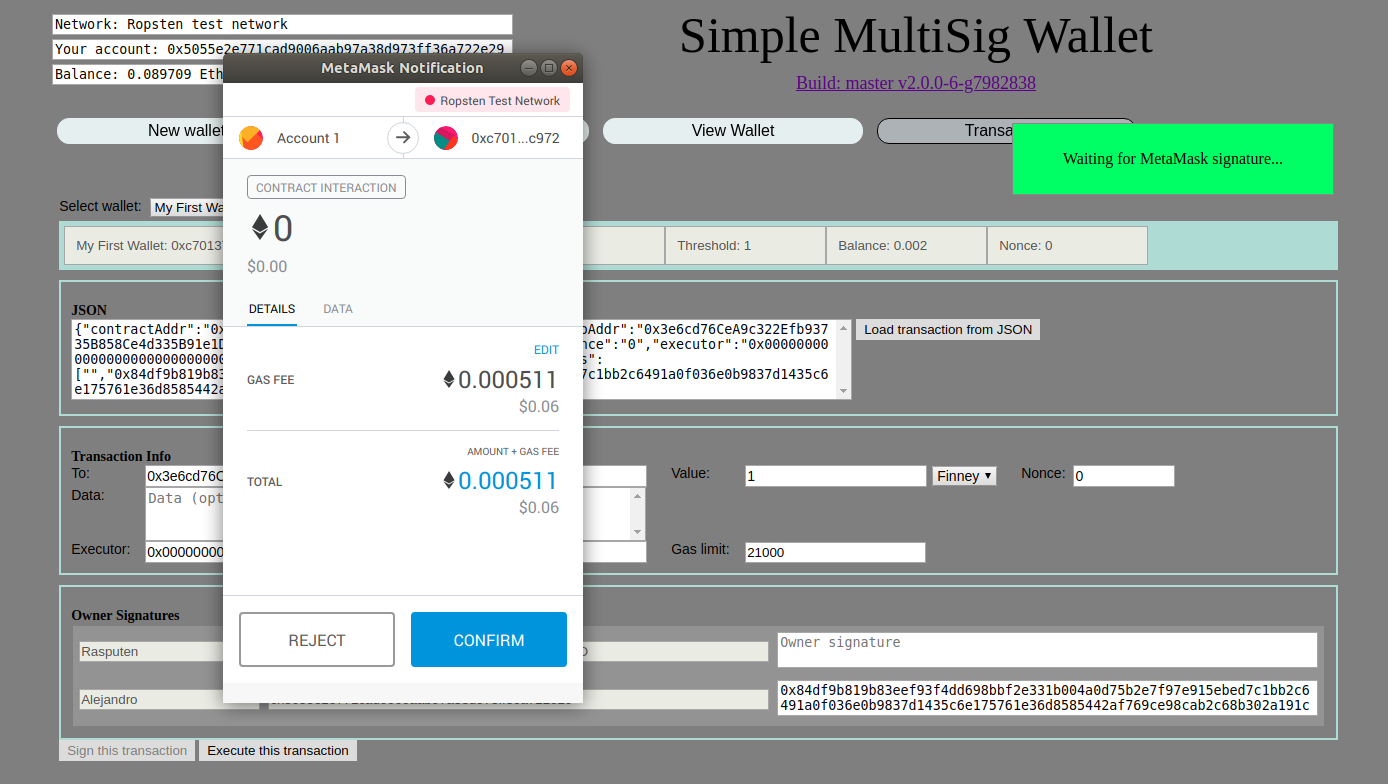 Network: Ropsten test network
Your account: 0x5055e2e771cad9006aab97a38d973ff36a722e29
Balance: 0.089709 Eth
Simple MultiSig Wallet
Build: master v2.0.0-6-g7982838
New wallet
View Wallet
Waiting for MetaMask signature...
MetaMask Notification
Ropsten Test Network
Account 1
0xc701...c972
CONTRACT INTERACTION
0
$0.00
DETAILS DATA
EDIT
GAS FEE 0.000511
$0.06
AMOUNT + GAS FEE
TOTAL 0.000511
$0.06
REJECT CONFIRM
Select wallet: My First Wa
My First Wallet: 0xc7013
Threshold: 1
Balance: 0.002
Nonce: 0
JSON
{"contractAddr":"0x
Addr":"0x3e6cd76CeA9c322Efb937
35B858Ce4d335B91e1D
nce":"0","executor":"0x00000000
0000000000000000000
s":
["","0x84df9b819b83
7c1bb2c6491a0f036e0b9837d1435c6
e175761e36d8585442a
Load transaction from JSON
Transaction Info
To: 0x3e6cd76C
Value: 1 Finney Nonce: 0
Data: Data (opt
Executor: 0x00000000
Gas limit: 21000
Owner Signatures
Rasputen
Owner signature
Alejandro
0x84df9b819b83eef93f4dd698bbf2e331b004a0d75b2e7f97e915ebed7c1bb2c6
491a0f036e0b9837d1435c6e175761e36d8585442af769ce98cab2c68b302a191c
Sign this transaction Execute this transaction